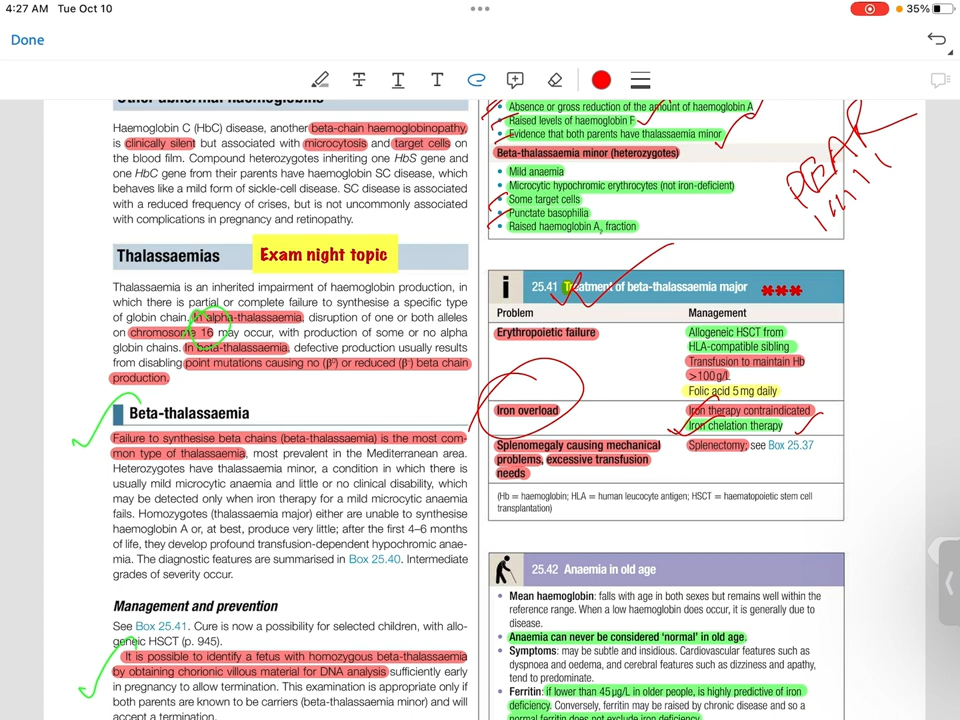 4:27 AM Tue Oct 10
35%
Done
Other abnormal haemoglobins
Haemoglobin C (HbC) disease, another beta-chain haemoglobinopathy,
is clinically silent but associated with microcytosis and target cells on
the blood film. Compound heterozygotes inheriting one HbS gene and
one HbC gene from their parents have haemoglobin SC disease, which
behaves like a mild form of sickle-cell disease. SC disease is associated
with a reduced frequency of crises, but is not uncommonly associated
with complications in pregnancy and retinopathy.
Thalassaemias
Exam night topic
Thalassaemia is an inherited impairment of haemoglobin production, in
which there is partial or complete failure to synthesise a specific type
of globin chain. In alpha-thalassaemia, disruption of one or both alleles
on chromosome 16 may occur, with production of some or no alpha
globin chains. In beta-thalassaemia, defective production usually results
from disabling point mutations causing no (β⁰) or reduced (β⁻) beta chain
production.
Beta-thalassaemia
Failure to synthesise beta chains (beta-thalassaemia) is the most com-
mon type of thalassaemia, most prevalent in the Mediterranean area.
Heterozygotes have thalassaemia minor, a condition in which there is
usually mild microcytic anaemia and little or no clinical disability, which
may be detected only when iron therapy for a mild microcytic anaemia
fails. Homozygotes (thalassaemia major) either are unable to synthesise
haemoglobin A or, at best, produce very little; after the first 4–6 months
of life, they develop profound transfusion-dependent hypochromic anae-
mia. The diagnostic features are summarised in Box 25.40. Intermediate
grades of severity occur.
Management and prevention
See Box 25.41. Cure is now a possibility for selected children, with allo-
geneic HSCT (p. 945).
It is possible to identify a fetus with homozygous beta-thalassaemia
by obtaining chorionic villous material for DNA analysis sufficiently early
in pregnancy to allow termination. This examination is appropriate only if
both parents are known to be carriers (beta-thalassaemia minor) and will
accept a termination.
• Absence or gross reduction of the amount of haemoglobin A
• Raised levels of haemoglobin F
• Evidence that both parents have thalassaemia minor
Beta-thalassaemia minor (heterozygotes)
• Mild anaemia
• Microcytic hypochromic erythrocytes (not iron-deficient)
• Some target cells
• Punctate basophilia
• Raised haemoglobin A₂ fraction
i 25.41 Treatment of beta-thalassaemia major ***
Problem Management
Erythropoietic failure Allogeneic HSCT from
HLA-compatible sibling
Transfusion to maintain Hb
>100 g/L
Folic acid 5 mg daily
Iron overload Iron therapy contraindicated
Iron chelation therapy
Splenomegaly causing mechanical Splenectomy; see Box 25.37
problems, excessive transfusion
needs
(Hb = haemoglobin; HLA = human leucocyte antigen; HSCT = haematopoietic stem cell
transplantation)
25.42 Anaemia in old age
• Mean haemoglobin: falls with age in both sexes but remains well within the
reference range. When a low haemoglobin does occur, it is generally due to
disease.
• Anaemia can never be considered 'normal' in old age.
• Symptoms: may be subtle and insidious. Cardiovascular features such as
dyspnoea and oedema, and cerebral features such as dizziness and apathy,
tend to predominate.
• Ferritin: if lower than 45 μg/L in older people, is highly predictive of iron
deficiency. Conversely, ferritin may be raised by chronic disease and so a
normal ferritin does not exclude iron deficiency.